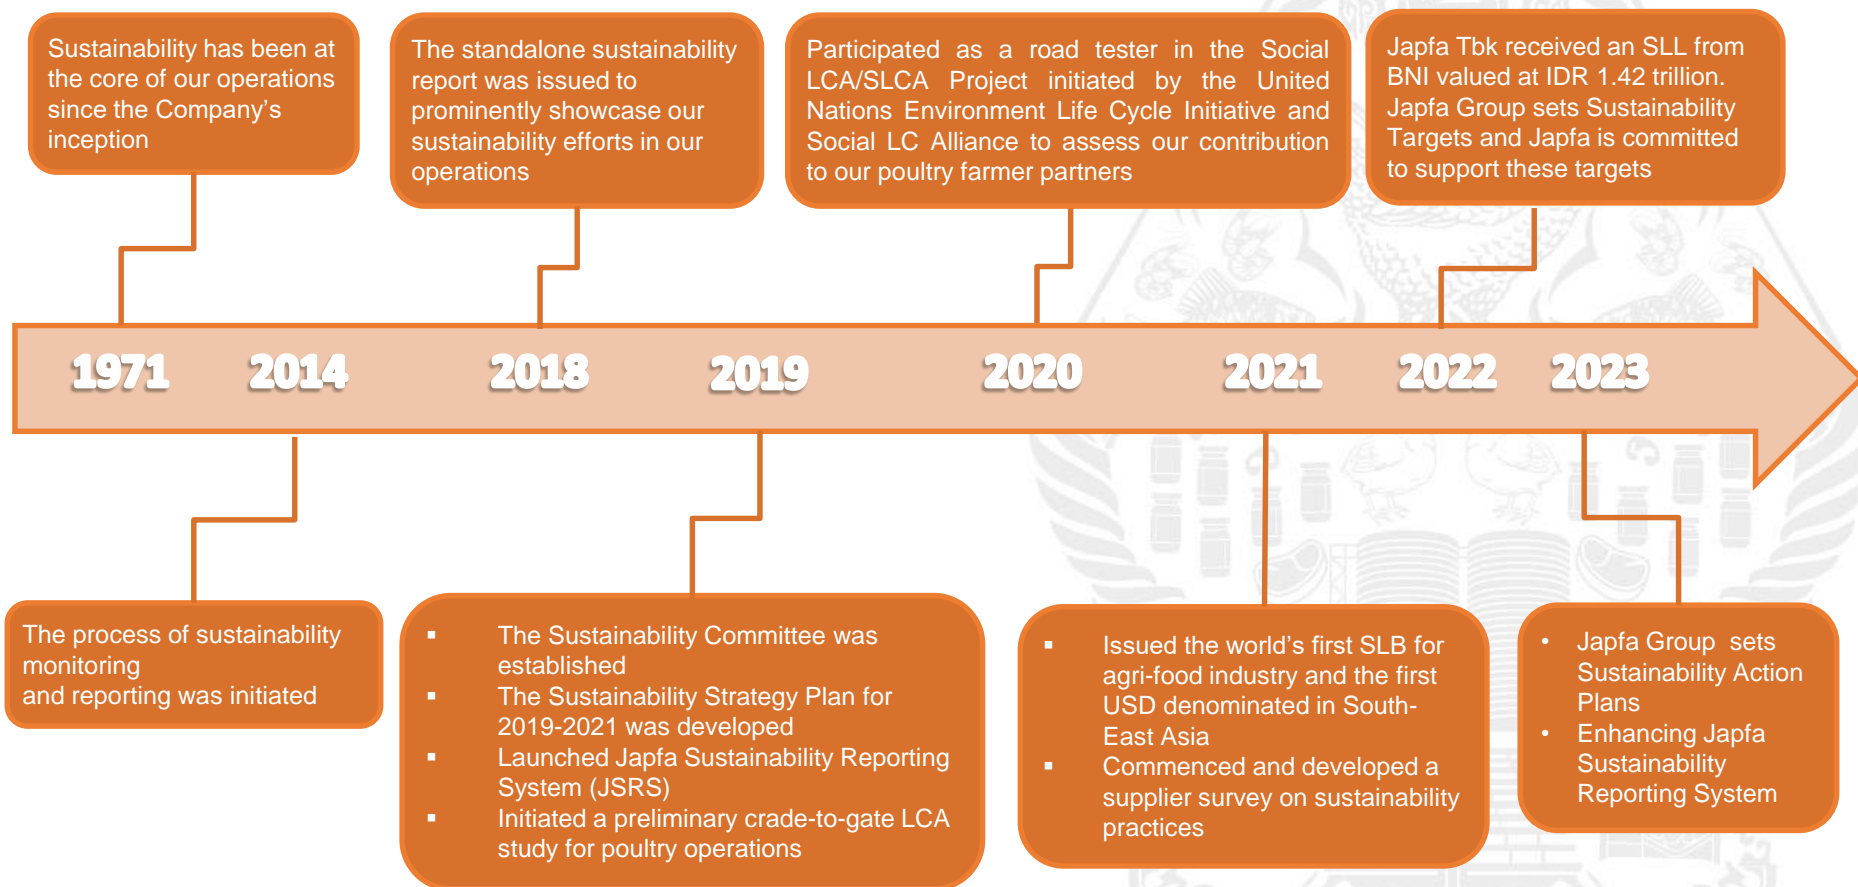 Sustainability has been at
the core of our operations
since the Company's
inception
The standalone sustainability
report was issued to
prominently showcase our
sustainability efforts in our
operations
Participated as a road tester in the Social
LCA/SLCA Project initiated by the United
Nations Environment Life Cycle Initiative and
Social LC Alliance to assess our contribution
to our poultry farmer partners
Japfa Tbk received an SLL from
BNI valued at IDR 1.42 trillion.
Japfa Group sets Sustainability
Targets and Japfa is committed
to support these targets
1971 2014 2018 2019 2020 2021 2022 2023
The process of sustainability
monitoring
and reporting was initiated
▪ The Sustainability Committee was
established
▪ The Sustainability Strategy Plan for
2019-2021 was developed
▪ Launched Japfa Sustainability Reporting
System (JSRS)
▪ Initiated a preliminary crade-to-gate LCA
study for poultry operations
▪ Issued the world's first SLB for
agri-food industry and the first
USD denominated in South-
East Asia
▪ Commenced and developed a
supplier survey on sustainability
practices
• Japfa Group sets
Sustainability Action
Plans
• Enhancing Japfa
Sustainability
Reporting System